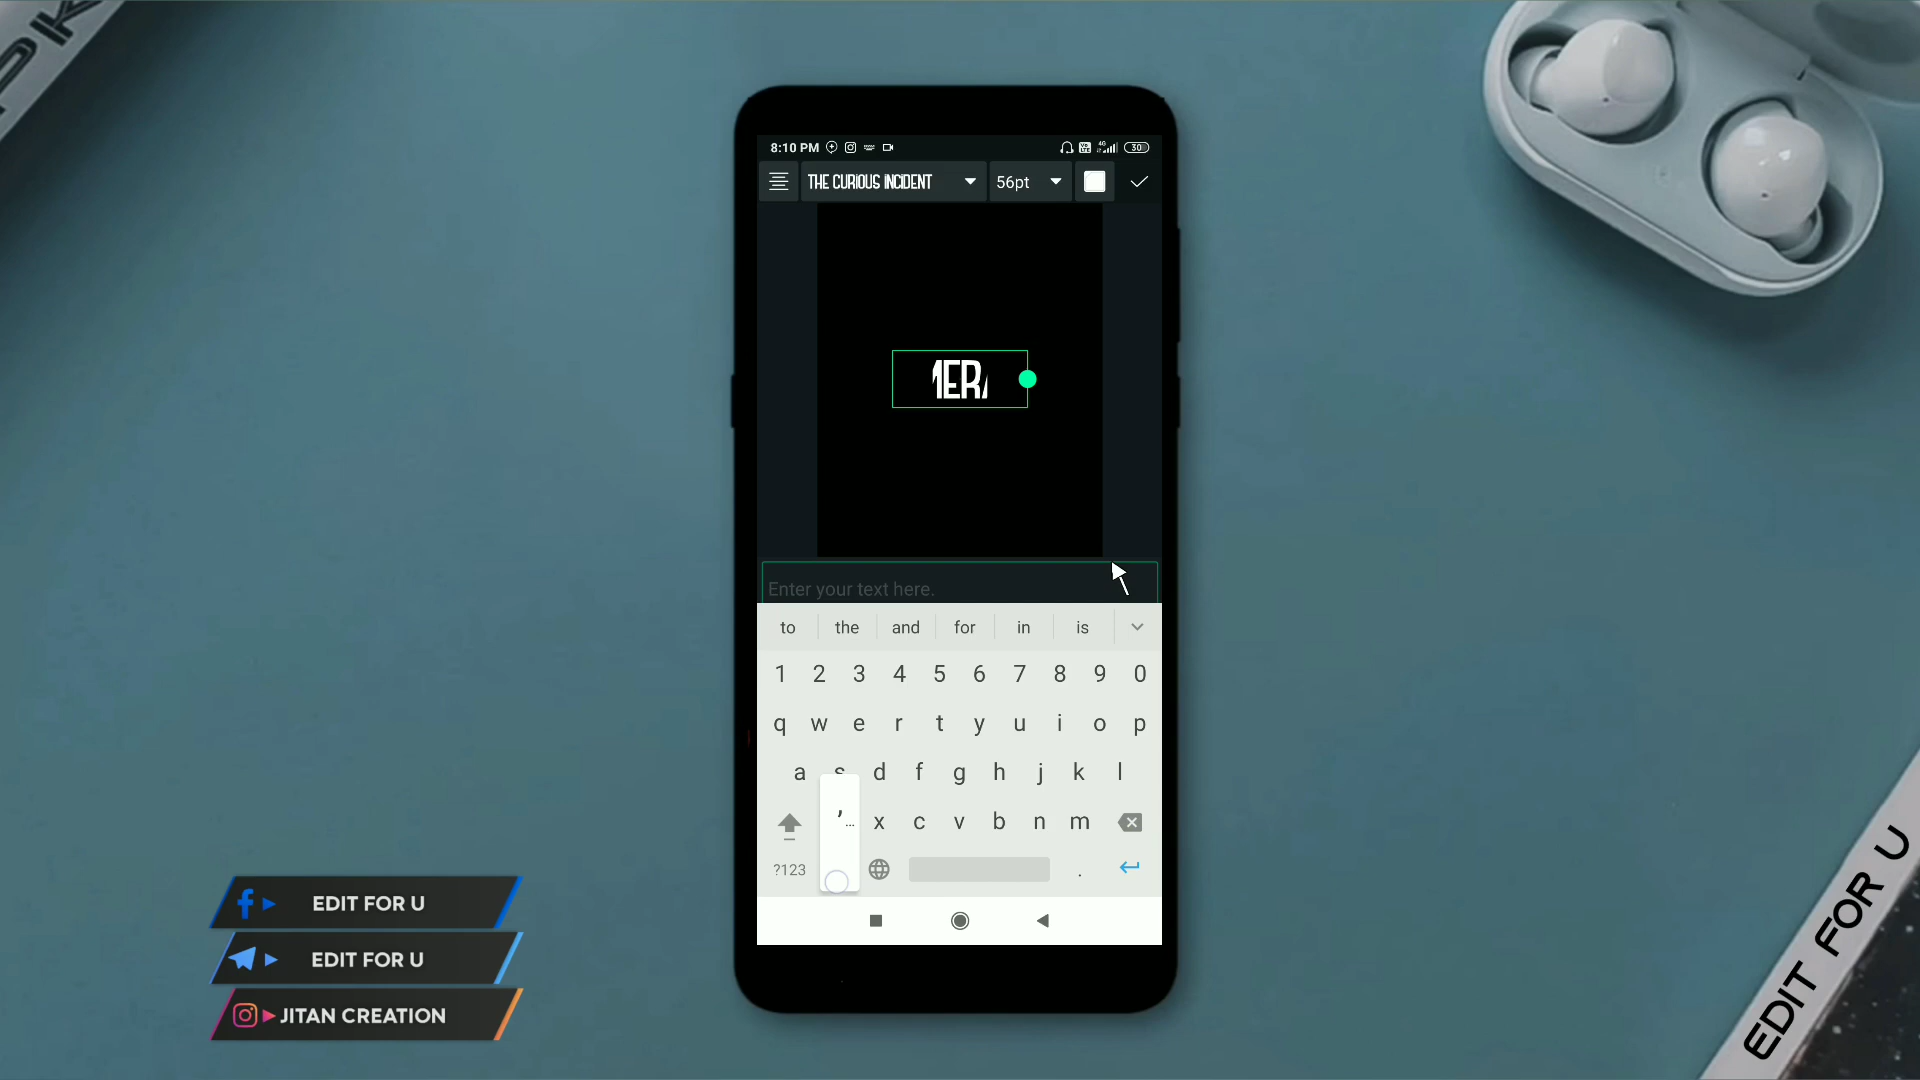 8:10 PM
30
THE CURIOUS INCIDENT
56pt
Enter your text here.
to the and for in is
1 2 3 4 5 6 7 8 9 0
q w e r t y u i o p
a s d f g h j k l
, x c v b n m
?123 .
EDIT FOR U
EDIT FOR U
JITAN CREATION
EDIT FOR U